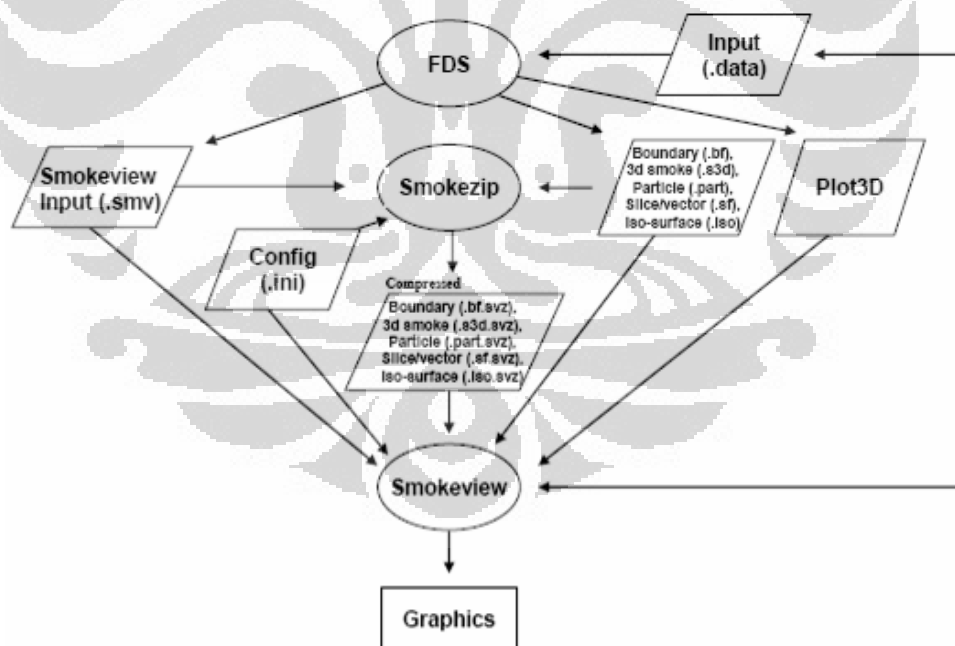 FDS
Input
(.data)
Smokeview
Input (.smv)
Smokezip
Boundary (.bf),
3d smoke (.s3d),
Particle (.part),
Slice/vector (.sf),
Iso-surface (.iso)
Plot3D
Config
(.ini)
Compressed
Boundary (.bf.svz),
3d smoke (.s3d.svz),
Particle (.part.svz),
Slice/vector (.sf.svz),
Iso-surface (.iso.svz)
Smokeview
Graphics